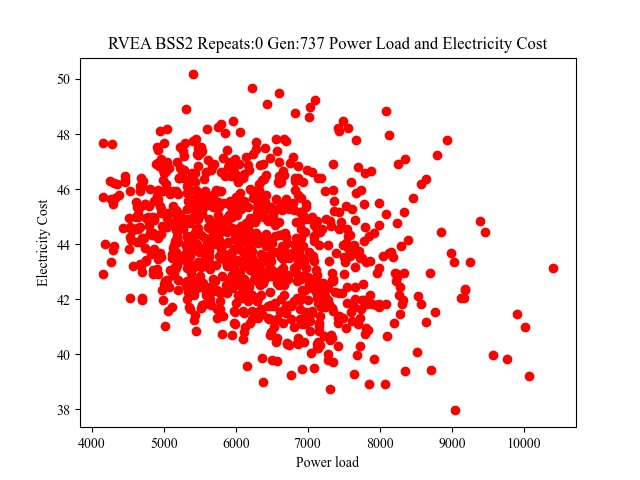 RVEA BSS2 Repeats:0 Gen:737 Power Load and Electricity Cost
50
48
46
44
42
40
38
Electricity Cost
4000 5000 6000 7000 8000 9000 10000
Power load